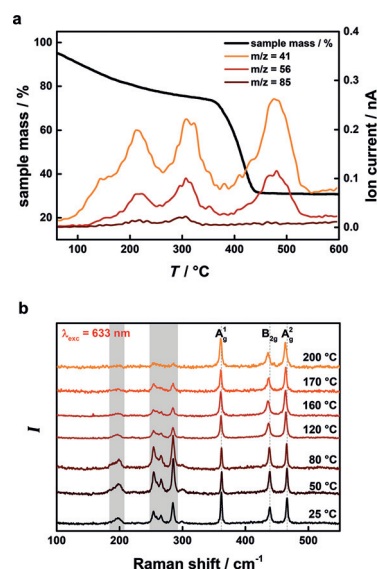 a
sample mass / %
m/z = 41
m/z = 56
m/z = 85
100
80
60
40
20
0.4
0.3
0.2
0.1
0.0
sample mass / %
Ion current / nA
100 200 300 400 500 600
T / °C
b
λexc = 633 nm
A1g B2g A2g
200 °C
170 °C
160 °C
120 °C
80 °C
50 °C
25 °C
I
100 200 300 400 500
Raman shift / cm-1